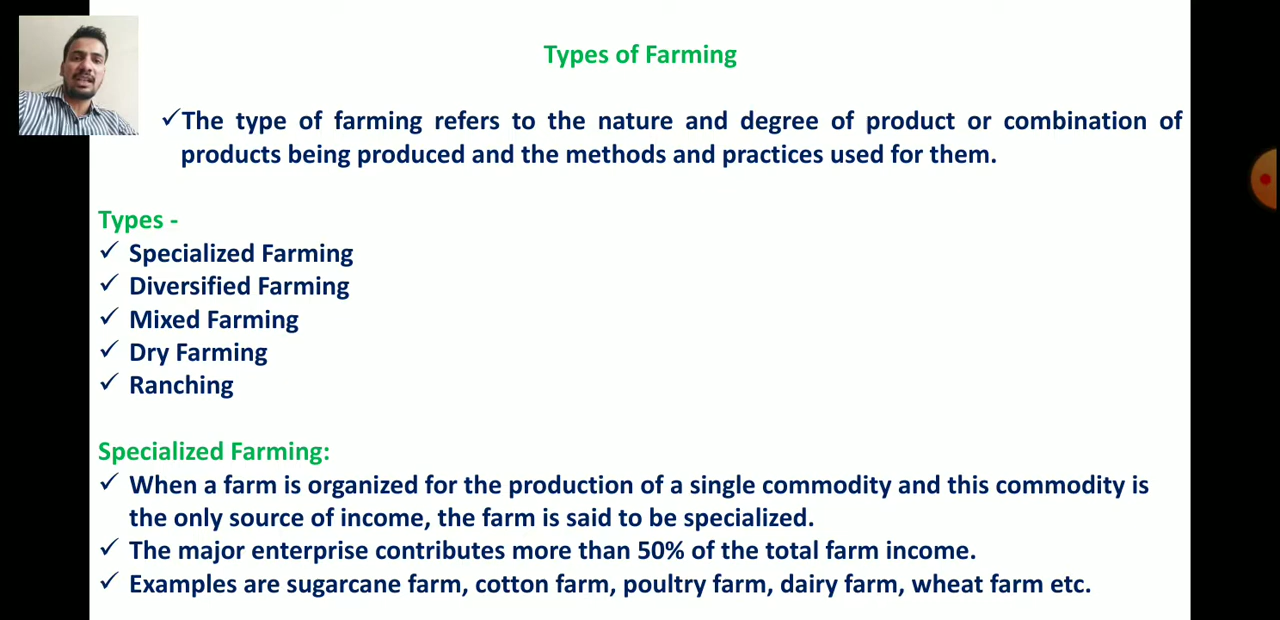 Types of Farming
✓The type of farming refers to the nature and degree of product or combination of
products being produced and the methods and practices used for them.
Types -
✓ Specialized Farming
✓ Diversified Farming
✓ Mixed Farming
✓ Dry Farming
✓ Ranching
Specialized Farming:
✓ When a farm is organized for the production of a single commodity and this commodity is
the only source of income, the farm is said to be specialized.
✓ The major enterprise contributes more than 50% of the total farm income.
✓ Examples are sugarcane farm, cotton farm, poultry farm, dairy farm, wheat farm etc.